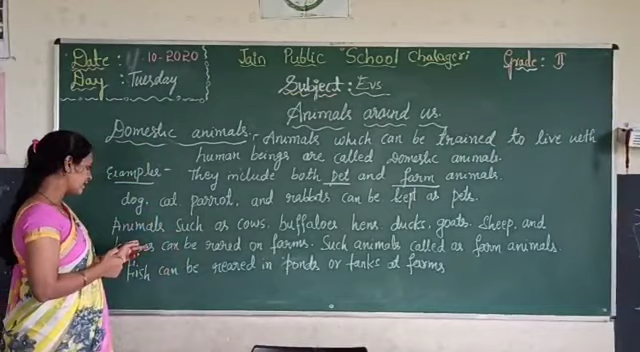 Date : 10-2020
Day : Tuesday
Jain Public School Chalageri
Grade: II
Subject: Evs
Animals around us.
Domestic animals:- Animals which can be trained to live with
human beings are called Domestic animals.
Examples- They include both pet and farm animals.
dog, cat parrot, and rabbits can be kept as pets.
Animals Such as cows, buffaloes hens, ducks, goats. Sheep, and
can be reared on farms. Such animals called as farm animals.
Fish can be reared in ponds or tanks at farms